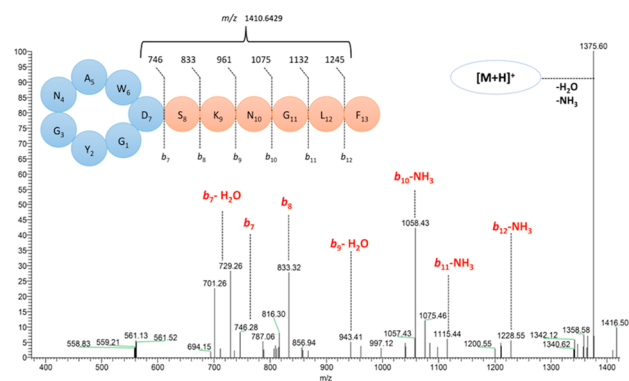 m/z 1410.6429
746 833 961 1075 1132 1245
A5 W6 N4 D7 S8 K9 N10 G11 L12 F13
G3 Y2 G1
b7 b8 b9 b10 b11 b12
[M+H]+
-H2O
-NH3
1375.60
b7- H2O
b7
b8
b9- H2O
b10-NH3
b11-NH3
b12-NH3
1058.43
833.32
729.26
701.26
816.30
746.28
787.06
856.94
943.41
997.12
1057.43
1075.46
1115.44
1200.55
1228.55
1342.12
1340.62
1358.58
1416.50
558.83
559.21
561.13
561.52
694.15
100
95
90
85
80
75
70
65
60
55
50
45
40
35
30
25
20
15
10
5
0
400 500 600 700 800 900 1000 1100 1200 1300 1400
m/z